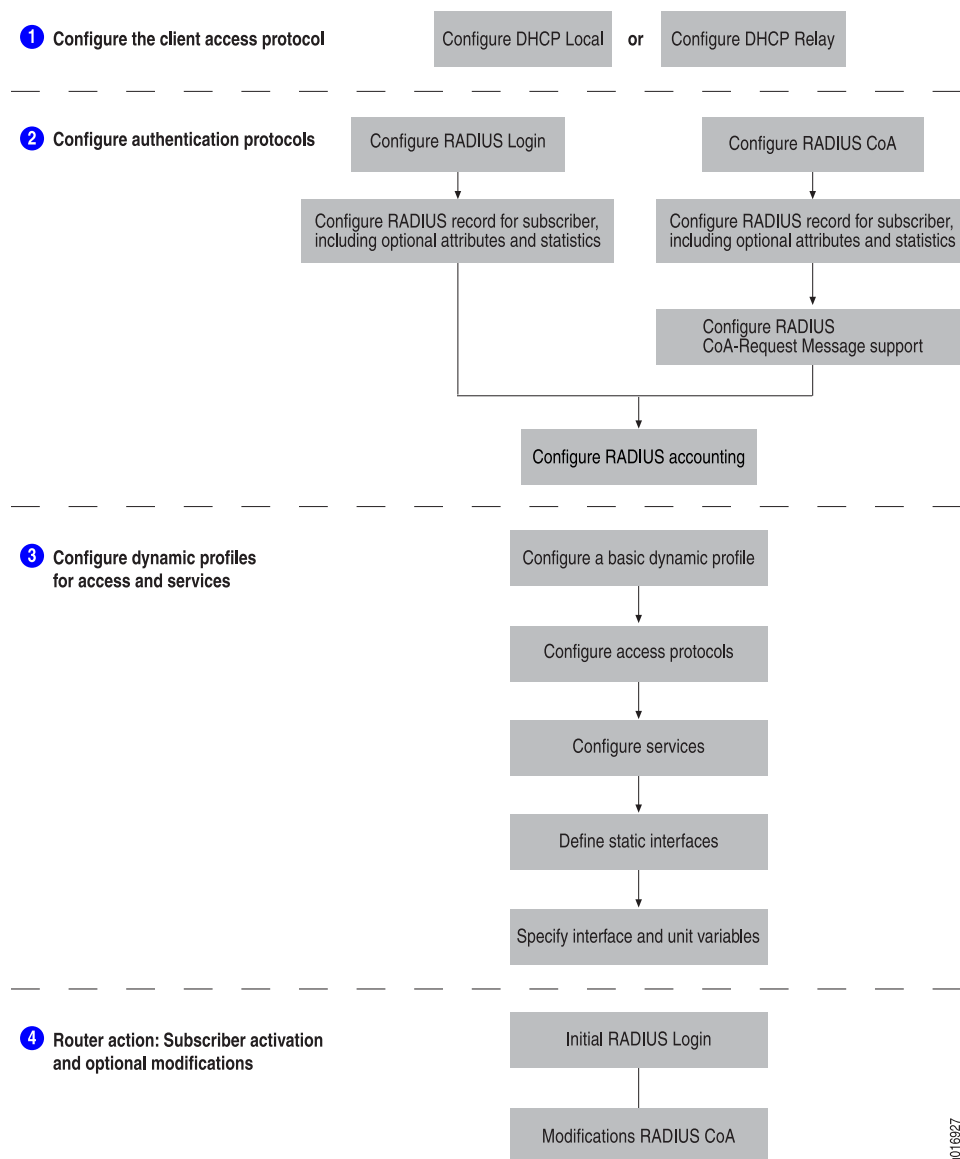 1 Configure the client access protocol
Configure DHCP Local
or
Configure DHCP Relay
2 Configure authentication protocols
Configure RADIUS Login
Configure RADIUS CoA
Configure RADIUS record for subscriber,
including optional attributes and statistics
Configure RADIUS record for subscriber,
including optional attributes and statistics
Configure RADIUS
CoA-Request Message support
Configure RADIUS accounting
3 Configure dynamic profiles
for access and services
Configure a basic dynamic profile
Configure access protocols
Configure services
Define static interfaces
Specify interface and unit variables
4 Router action: Subscriber activation
and optional modifications
Initial RADIUS Login
Modifications RADIUS CoA